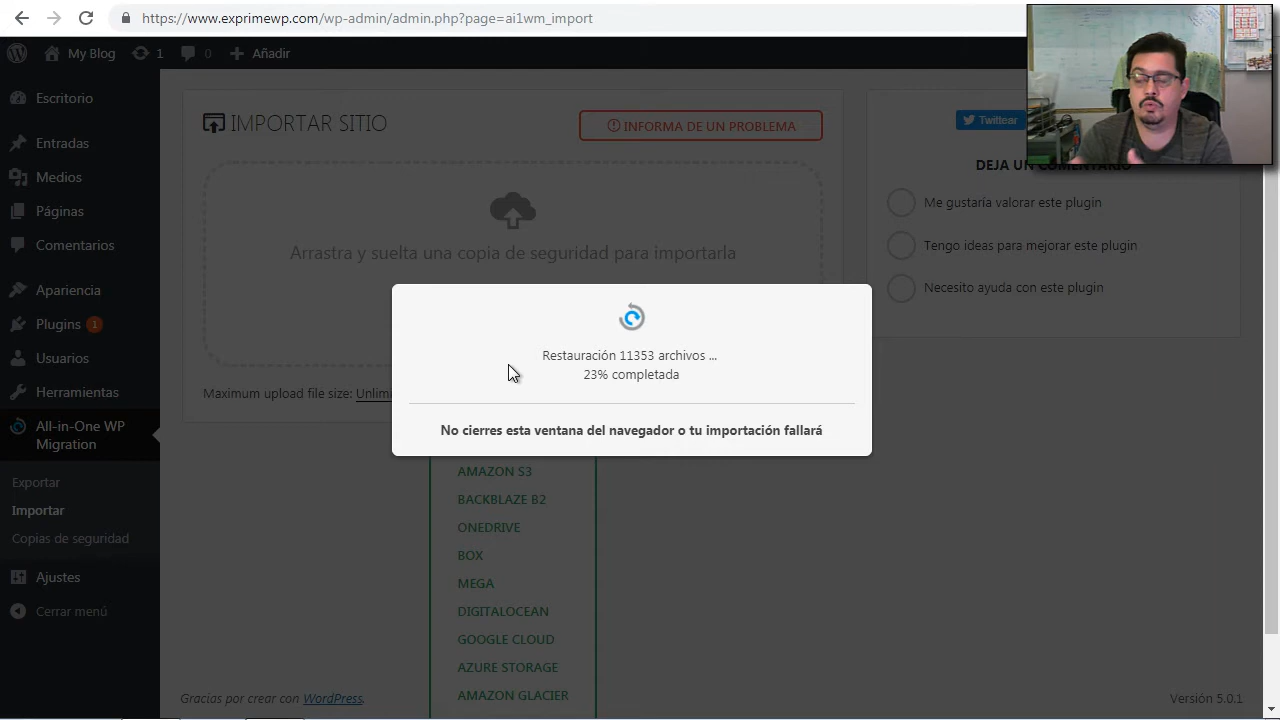 https://www.exprimewp.com/wp-admin/admin.php?page=ai1wm_import
My Blog
1
0
Añadir
Escritorio
Entradas
Medios
Páginas
Comentarios
Apariencia
Plugins 1
Usuarios
Herramientas
All-in-One WP
Migration
Exportar
Importar
Copias de seguridad
Ajustes
Cerrar menú
IMPORTAR SITIO
INFORMA DE UN PROBLEMA
Arrastra y suelta una copia de seguridad para importarla
Maximum upload file size: Unlim
Restauración 11353 archivos ...
23% completada
No cierres esta ventana del navegador o tu importación fallará
AMAZON S3
BACKBLAZE B2
ONEDRIVE
BOX
MEGA
DIGITALOCEAN
GOOGLE CLOUD
AZURE STORAGE
AMAZON GLACIER
Twittear
DEJA UN COMENTARIO
Me gustaría valorar este plugin
Tengo ideas para mejorar este plugin
Necesito ayuda con este plugin
Gracias por crear con WordPress.
Versión 5.0.1